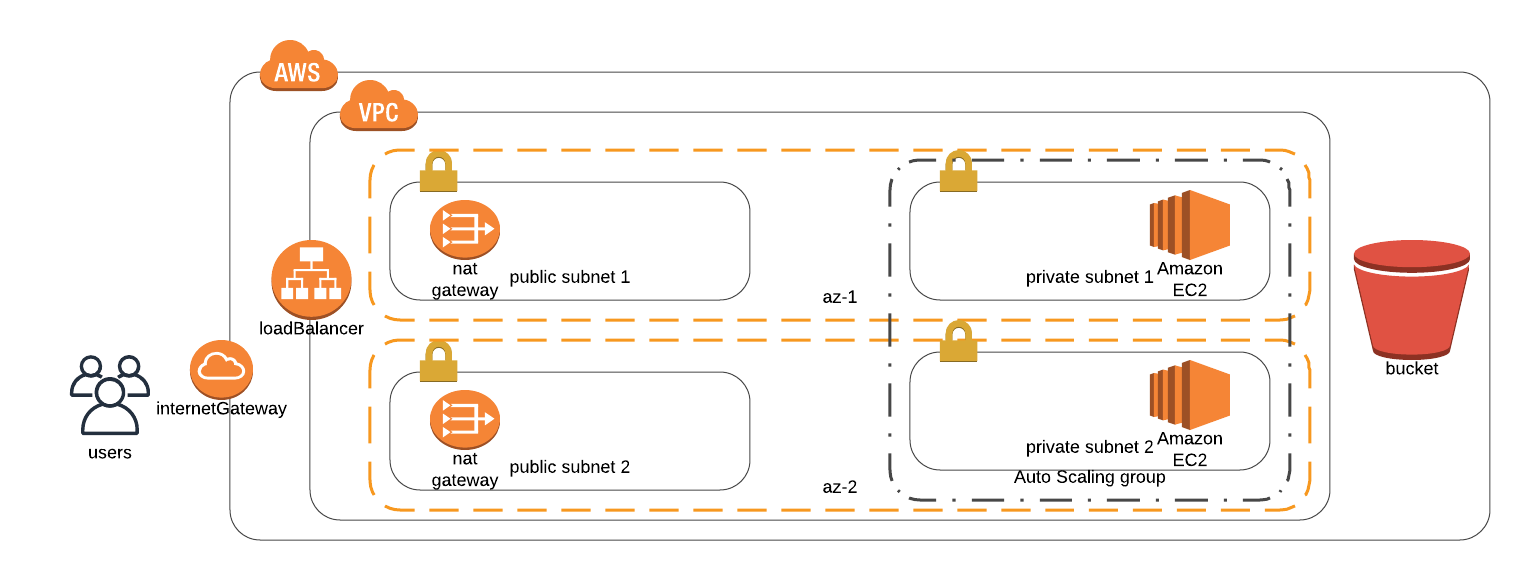 AWS
VPC
nat
gateway
public subnet 1
private subnet 1
Amazon
EC2
az-1
loadBalancer
internetGateway
users
bucket
nat
gateway
public subnet 2
private subnet 2
Amazon
EC2
Auto Scaling group
az-2